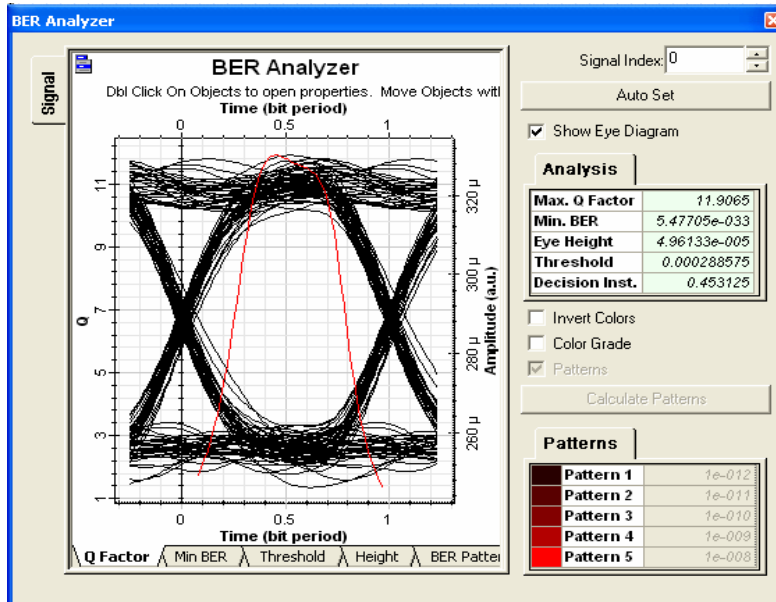 BER Analyzer
Signal
BER Analyzer
Dbl Click On Objects to open properties. Move Objects with
Time (bit period)
0 0.5 1
Q
1 3 5 7 9 11
Amplitude (a.u.)
260 µ 280 µ 300 µ 320 µ
0 0.5 1
Time (bit period)
Q Factor Min BER Threshold Height BER Patter
Signal Index: 0
Auto Set
Show Eye Diagram
Analysis
Max. Q Factor 11.9065
Min. BER 5.47705e-033
Eye Height 4.96133e-005
Threshold 0.000288575
Decision Inst. 0.453125
Invert Colors
Color Grade
Patterns
Calculate Patterns
Patterns
Pattern 1 1e-012
Pattern 2 1e-011
Pattern 3 1e-010
Pattern 4 1e-009
Pattern 5 1e-008